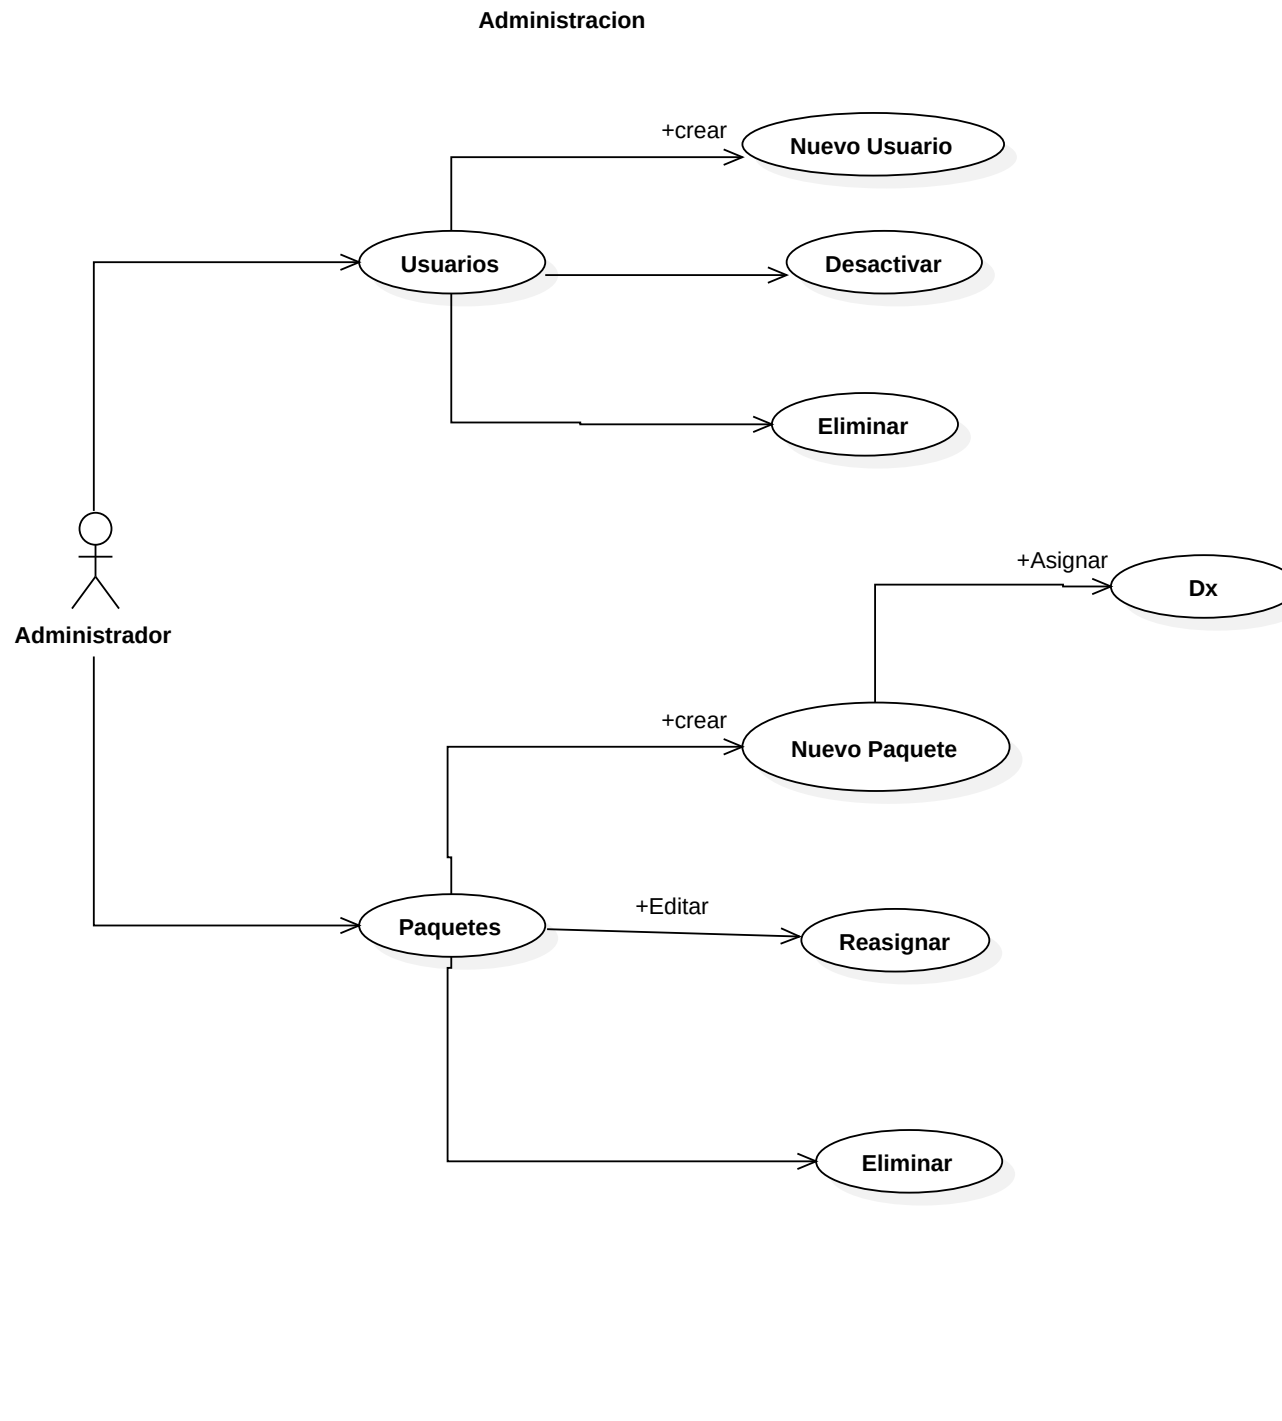 Administracion
+crear
Nuevo Usuario
Usuarios
Desactivar
Eliminar
+Asignar
Dx
Administrador
+crear
Nuevo Paquete
+Editar
Paquetes
Reasignar
Eliminar